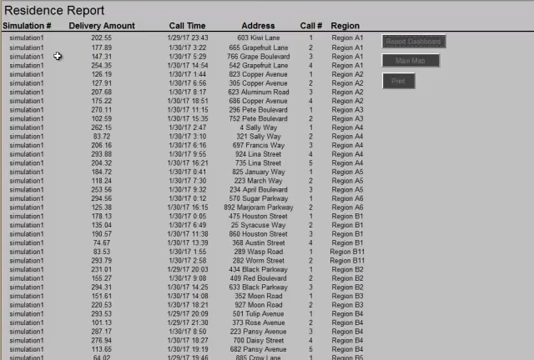 Residence Report
Simulation # Delivery Amount Call Time Address Call # Region
simulation1 202.55 1/29/17 23:43 603 Kiwi Lane 1 Region A1
simulation1 177.89 1/30/17 3:22 665 Grapefruit Lane 2 Region A1
simulation1 147.31 1/30/17 5:29 766 Grape Boulevard 3 Region A1
simulation1 254.35 1/30/17 14:54 542 Grapefruit Lane 4 Region A1
simulation1 126.19 1/30/17 1:44 823 Copper Avenue 1 Region A2
simulation1 127.91 1/30/17 6:56 305 Copper Avenue 2 Region A2
simulation1 207.68 1/30/17 8:17 623 Aluminum Road 3 Region A2
simulation1 175.22 1/30/17 18:51 686 Copper Avenue 4 Region A2
simulation1 270.11 1/30/17 11:15 296 Pete Boulevard 1 Region A3
simulation1 102.59 1/30/17 15:35 752 Pete Boulevard 2 Region A3
simulation1 262.15 1/30/17 2:47 4 Sally Way 1 Region A4
simulation1 83.72 1/30/17 3:10 321 Sally Way 2 Region A4
simulation1 206.16 1/30/17 6:16 697 Francis Way 3 Region A4
simulation1 293.88 1/30/17 9:55 924 Lina Street 4 Region A4
simulation1 204.32 1/30/17 16:21 735 Lina Street 5 Region A4
simulation1 184.72 1/30/17 0:41 825 January Way 1 Region A5
simulation1 118.24 1/30/17 7:30 223 March Way 2 Region A5
simulation1 253.56 1/30/17 9:32 234 April Boulevard 3 Region A5
simulation1 294.56 1/30/17 0:12 570 Sugar Parkway 1 Region A6
simulation1 125.38 1/30/17 16:15 892 Marjoram Parkway 2 Region A6
simulation1 178.13 1/30/17 0:05 475 Houston Street 1 Region B1
simulation1 135.04 1/30/17 6:49 25 Syracuse Way 2 Region B1
simulation1 190.57 1/30/17 11:38 860 Houston Street 3 Region B1
simulation1 74.67 1/30/17 13:39 368 Austin Street 4 Region B1
simulation1 83.53 1/30/17 1:55 289 Wasp Road 1 Region B11
simulation1 293.79 1/30/17 2:58 282 Worm Street 2 Region B11
simulation1 231.01 1/29/17 20:03 434 Black Parkway 1 Region B2
simulation1 155.27 1/30/17 9:08 409 Red Boulevard 2 Region B2
simulation1 294.31 1/30/17 14:25 633 Black Parkway 3 Region B2
simulation1 151.61 1/30/17 14:08 352 Moon Road 1 Region B3
simulation1 220.53 1/30/17 18:21 927 Moon Road 2 Region B3
simulation1 293.53 1/29/17 20:09 501 Tulip Avenue 1 Region B4
simulation1 101.13 1/29/17 21:30 373 Rose Avenue 2 Region B4
simulation1 287.17 1/30/17 8:50 223 Pansy Avenue 3 Region B4
simulation1 276.94 1/30/17 18:27 700 Daisy Street 4 Region B4
simulation1 113.65 1/30/17 19:19 682 Pansy Avenue 5 Region B4
simulation1 64.02 1/29/17 19:46 885 Crow Lane 1 Region B5
Report Dashboard
Main Map
Print